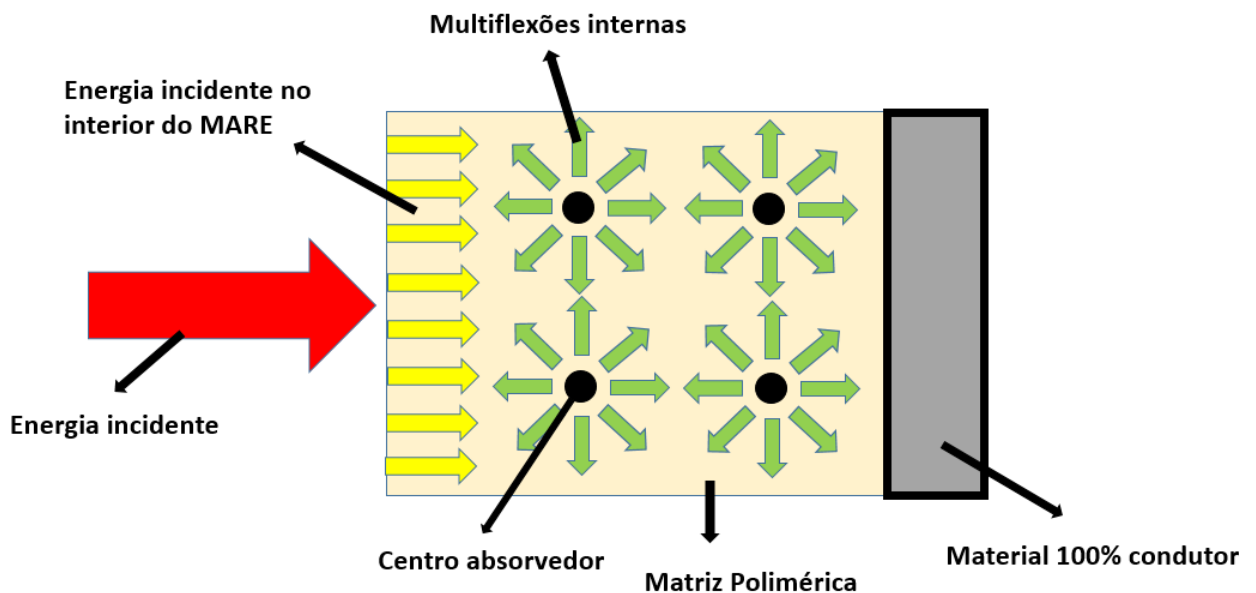 Multiflexões internas
Energia incidente no
interior do MARE
Energia incidente
Centro absorvedor
Matriz Polimérica
Material 100% condutor